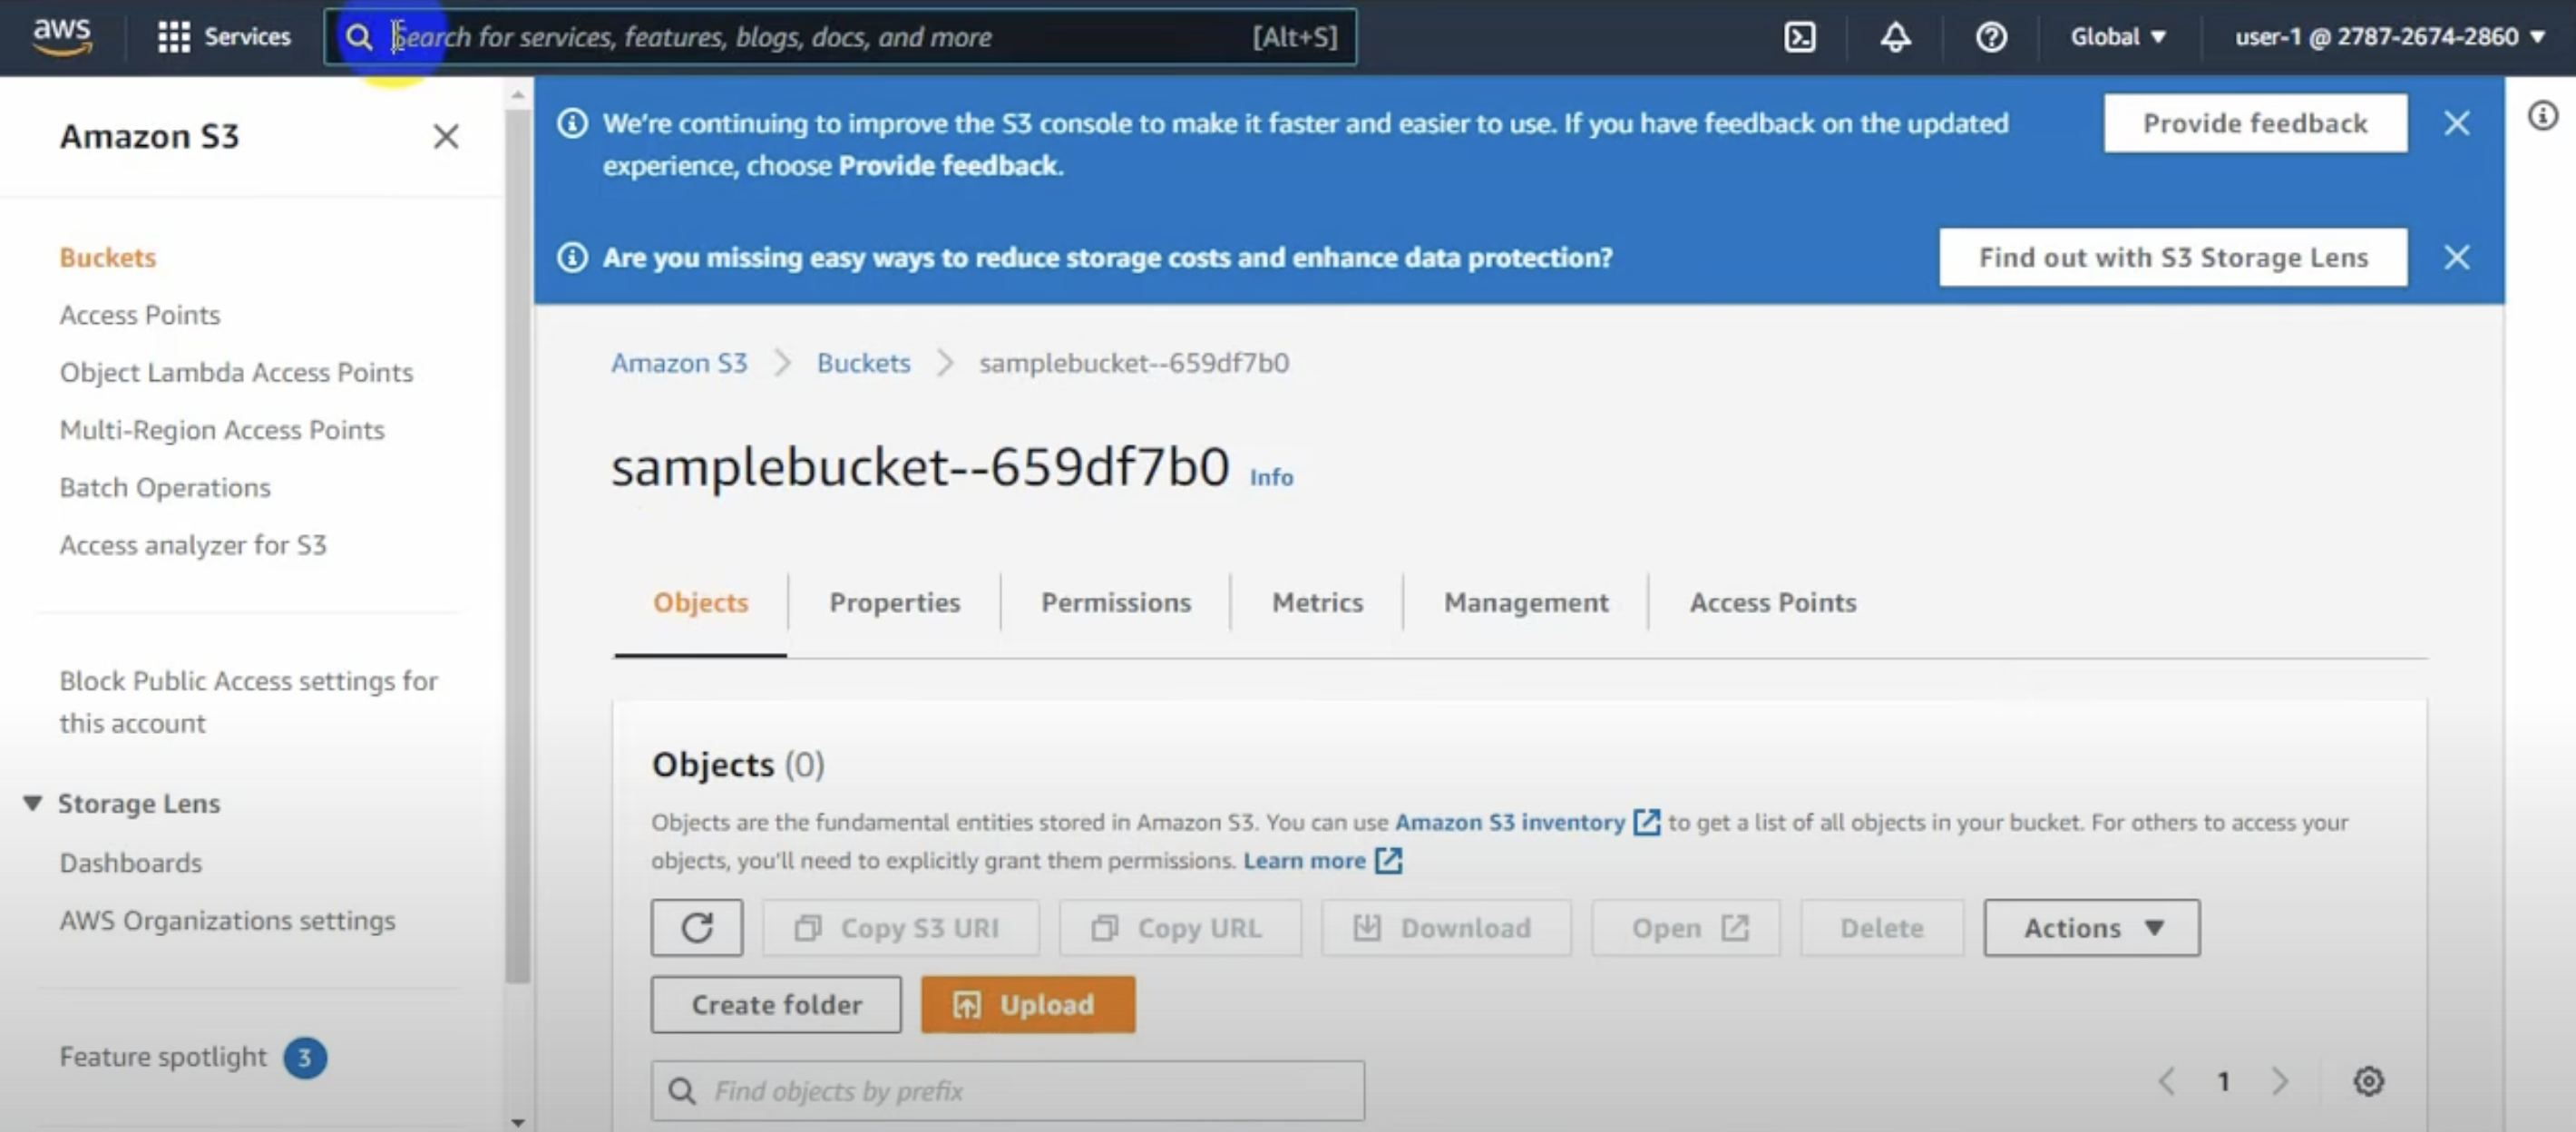 aws
Services
Search for services, features, blogs, docs, and more
[Alt+S]
Global
user-1 @ 2787-2674-2860
Amazon S3
Buckets
Access Points
Object Lambda Access Points
Multi-Region Access Points
Batch Operations
Access analyzer for S3
Block Public Access settings for
this account
Storage Lens
Dashboards
AWS Organizations settings
Feature spotlight 3
We're continuing to improve the S3 console to make it faster and easier to use. If you have feedback on the updated
experience, choose Provide feedback.
Provide feedback
Are you missing easy ways to reduce storage costs and enhance data protection?
Find out with S3 Storage Lens
Amazon S3 > Buckets > samplebucket--659df7b0
samplebucket--659df7b0 Info
Objects
Properties
Permissions
Metrics
Management
Access Points
Objects (0)
Objects are the fundamental entities stored in Amazon S3. You can use Amazon S3 inventory to get a list of all objects in your bucket. For others to access your
objects, you'll need to explicitly grant them permissions. Learn more
Copy S3 URI
Copy URL
Download
Open
Delete
Actions
Create folder
Upload
Find objects by prefix
1